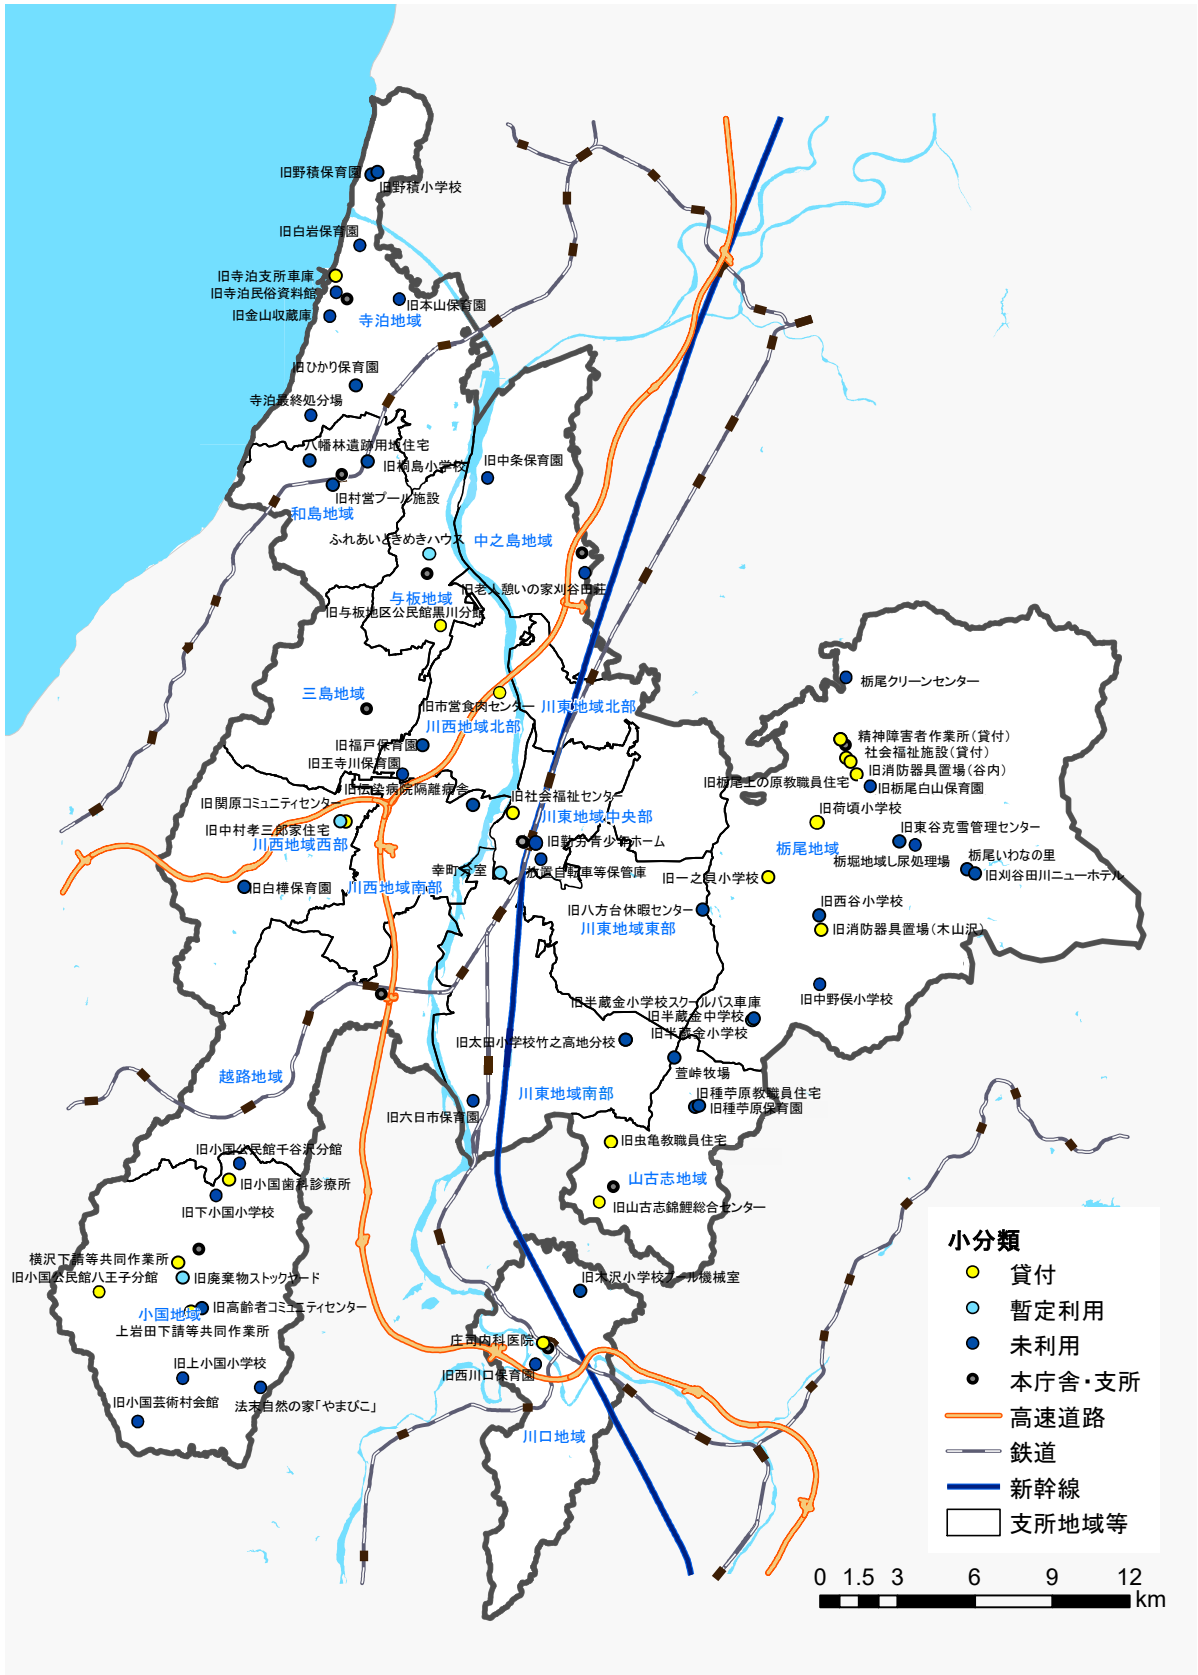 旧野積保育園
旧野積小学校
旧白岩保育園
旧寺泊支所車庫
旧寺泊民俗資料館
旧本山保育園
旧金山収蔵庫
寺泊地域
旧ひかり保育園
寺泊最終処分場
八幡林遺跡用地住宅
旧桐島小学校
旧中条保育園
旧村営プール施設
和島地域
ふれあいときめきハウス
中之島地域
旧老人憩いの家刈谷田荘
与板地域
旧与板地区公民館黒川分館
栃尾クリーンセンター
三島地域
旧市営食肉センター
川東地域北部
川西地域北部
精神障害者作業所(貸付)
旧福戸保育園
社会福祉施設(貸付)
旧王寺川保育園
旧消防器具置場(谷内)
旧栃尾上の原教職員住宅
旧伝染病院隔離病舎
旧栃尾白山保育園
旧関原コミュニティセンター
旧社会福祉センター
旧荷頃小学校
川東地域中央部
旧中村孝三郎家住宅
旧東谷克雪管理センター
川西地域西部
旧勤労青少年ホーム
栃尾地域
栃尾いわなの里
栃堀地域し尿処理場
幸町分室
放置自転車等保管庫
旧一之貝小学校
旧刈谷田川ニューホテル
旧白樺保育園
川西地域南部
旧西谷小学校
旧八方台休暇センター
川東地域東部
旧消防器具置場(木山沢)
旧中野俣小学校
旧半蔵金小学校スクールバス車庫
旧半蔵金中学校
旧半蔵金小学校
旧太田小学校竹之高地分校
萱峠牧場
越路地域
川東地域南部
旧種苧原教職員住宅
旧種苧原保育園
旧六日市保育園
旧虫亀教職員住宅
旧小国公民館千谷沢分館
山古志地域
旧小国歯科診療所
旧山古志錦鯉総合センター
旧下小国小学校
横沢下請等共同作業所
旧小国公民館八王子分館
旧廃棄物ストックヤード
旧木沢小学校プール機械室
小国地域
旧高齢者コミュニティセンター
上岩田下請等共同作業所
庄司内科医院
旧上小国小学校
旧西川口保育園
旧小国芸術村会館
法末自然の家「やまびこ」
川口地域
小分類
貸付
暫定利用
未利用
本庁舎・支所
高速道路
鉄道
新幹線
支所地域等
0 1.5 3 6 9 12
km